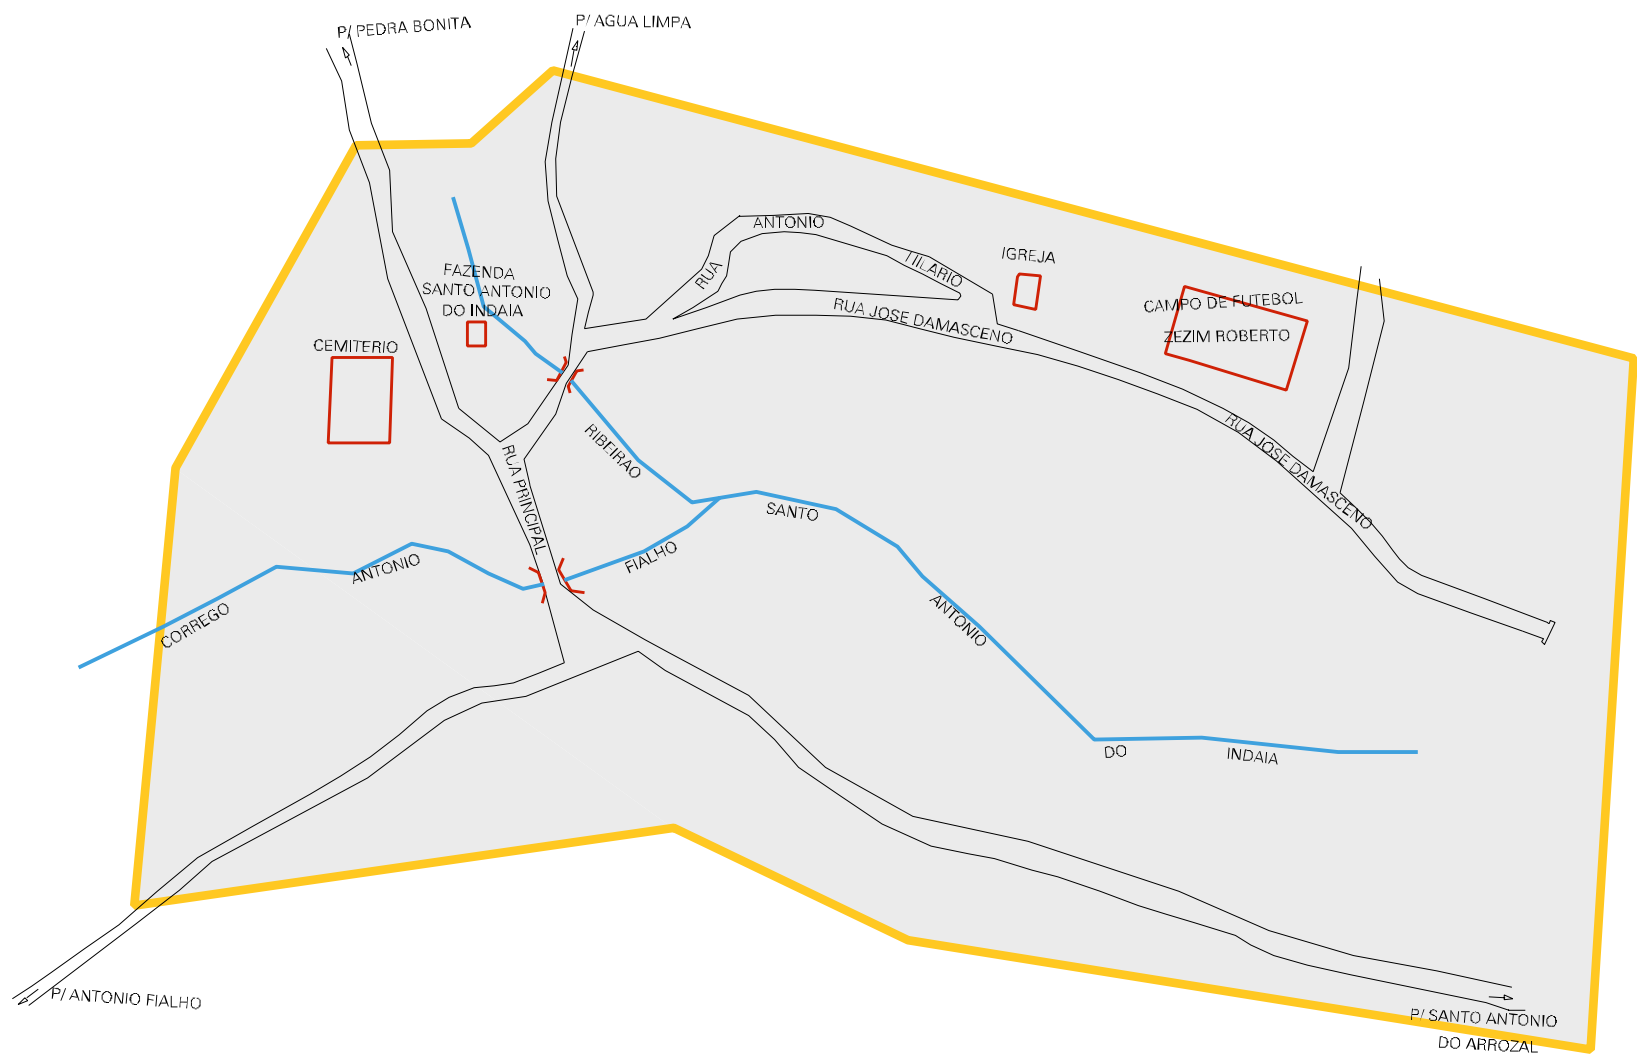 P/ PEDRA BONITA
P/ AGUA LIMPA
ANTONIO
HILARIO
RUA
IGREJA
FAZENDA
SANTO ANTONIO
DO INDAIA
CAMPO DE FUTEBOL
ZEZIM ROBERTO
RUA JOSE DAMASCENO
CEMITERIO
RUA JOSE DAMASCENO
RIBEIRAO
RUA PRINCIPAL
SANTO
FIALHO
ANTONIO
CORREGO
ANTONIO
DO
INDAIA
P/ ANTONIO FIALHO
P/ SANTO ANTONIO
DO ARROZAL